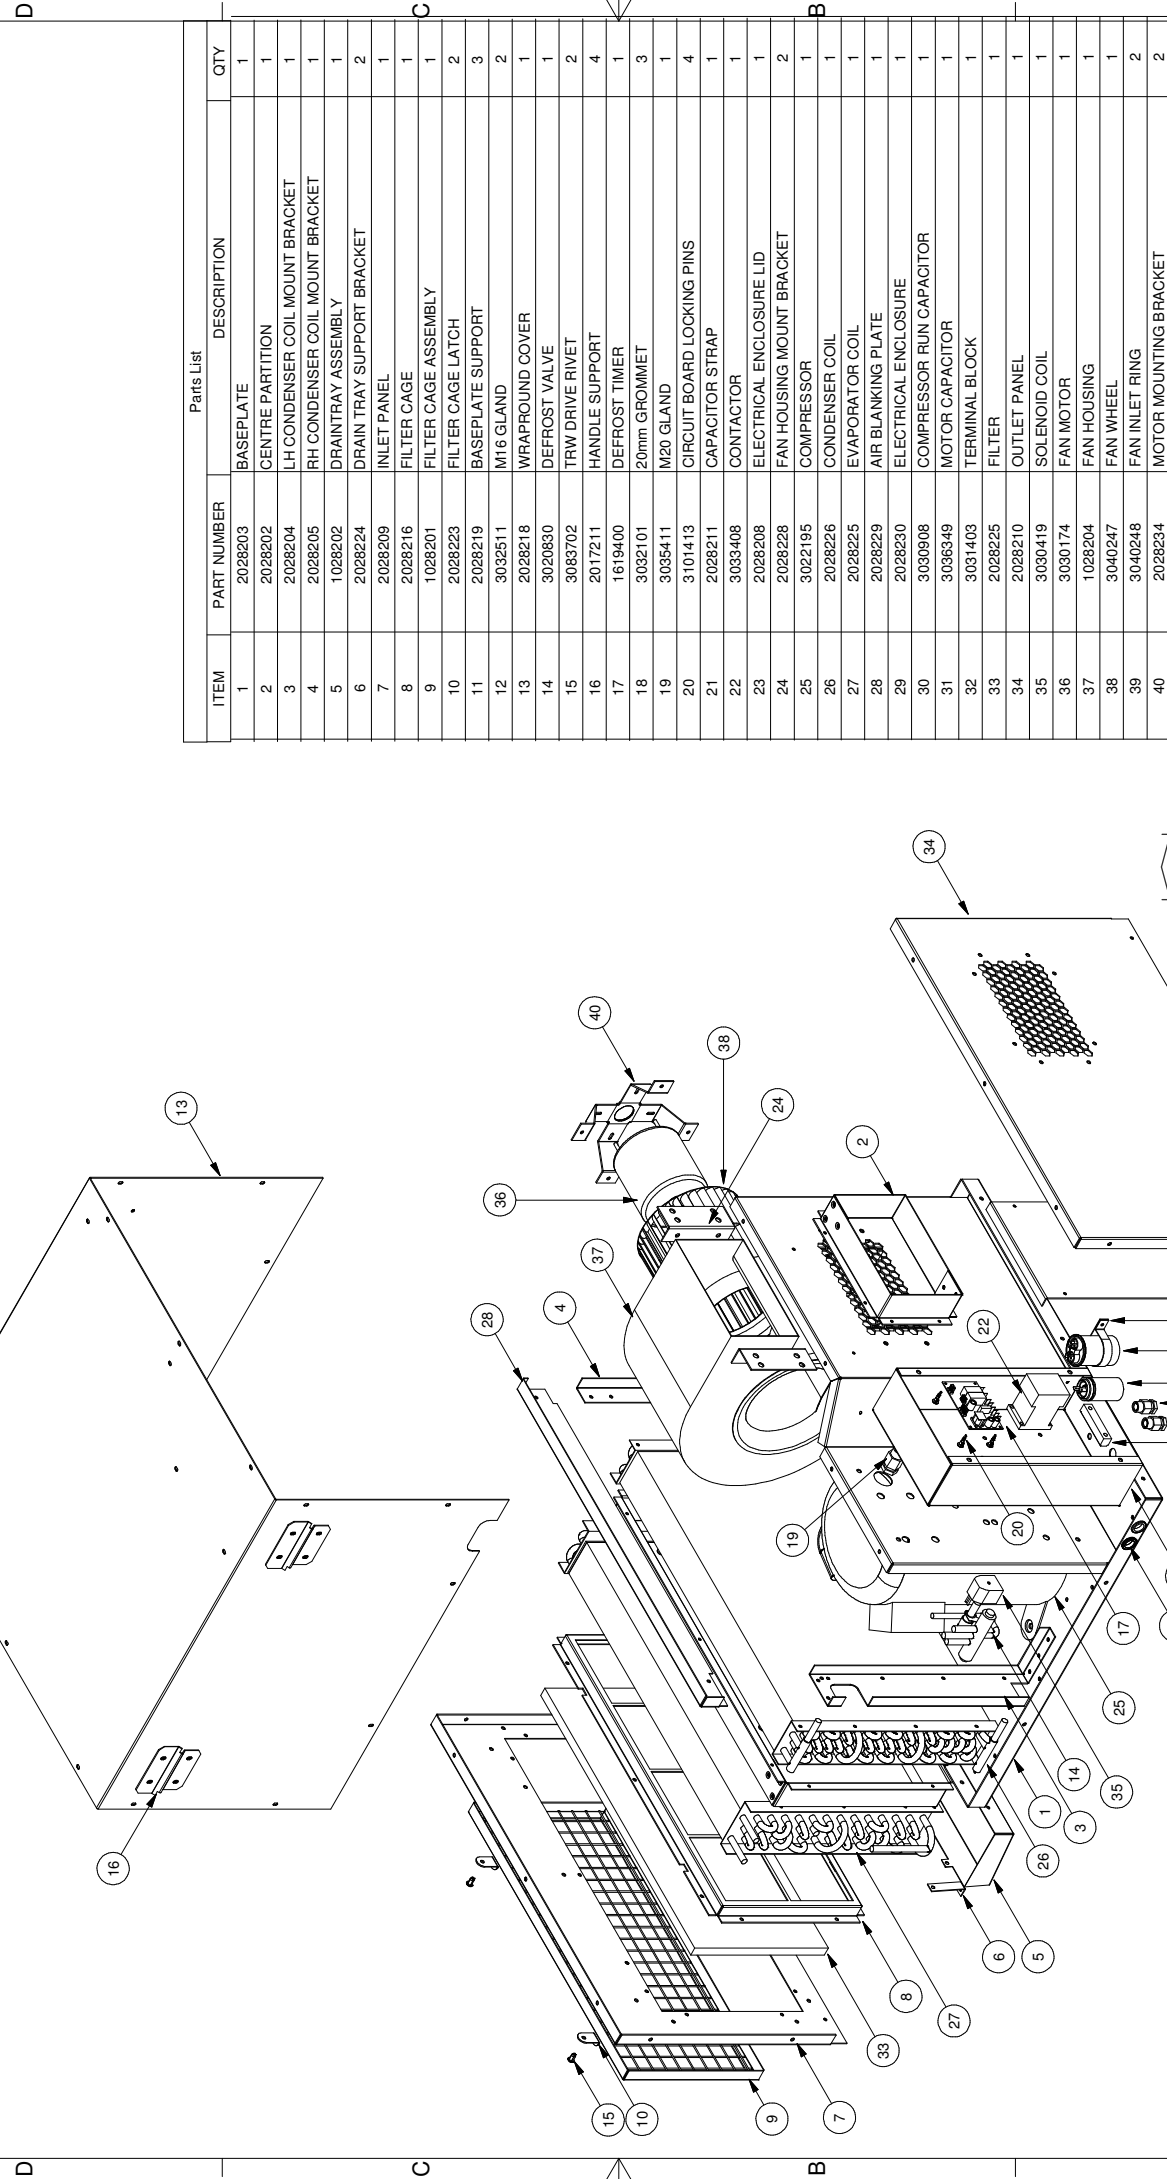 D
C
B
Parts List
ITEM PART NUMBER DESCRIPTION QTY
1 2028203 BASEPLATE 1
2 2028202 CENTRE PARTITION 1
3 2028204 LH CONDENSER COIL MOUNT BRACKET 1
4 2028205 RH CONDENSER COIL MOUNT BRACKET 1
5 1028202 DRAINTRAY ASSEMBLY 1
6 2028224 DRAIN TRAY SUPPORT BRACKET 2
7 2028209 INLET PANEL 1
8 2028216 FILTER CAGE 1
9 1028201 FILTER CAGE ASSEMBLY 1
10 2028223 FILTER CAGE LATCH 2
11 2028219 BASEPLATE SUPPORT 3
12 3032511 M16 GLAND 2
13 2028218 WRAPROUND COVER 1
14 3020830 DEFROST VALVE 1
15 3083702 TRW DRIVE RIVET 2
16 2017211 HANDLE SUPPORT 4
17 1619400 DEFROST TIMER 1
18 3032101 20mm GROMMET 3
19 3035411 M20 GLAND 1
20 3101413 CIRCUIT BOARD LOCKING PINS 4
21 2028211 CAPACITOR STRAP 1
22 3033408 CONTACTOR 1
23 2028208 ELECTRICAL ENCLOSURE LID 1
24 2028228 FAN HOUSING MOUNT BRACKET 2
25 3022195 COMPRESSOR 1
26 2028226 CONDENSER COIL 1
27 2028225 EVAPORATOR COIL 1
28 2028229 AIR BLANKING PLATE 1
29 2028230 ELECTRICAL ENCLOSURE 1
30 3030908 COMPRESSOR RUN CAPACITOR 1
31 3036349 MOTOR CAPACITOR 1
32 3031403 TERMINAL BLOCK 1
33 2028225 FILTER 1
34 2028210 OUTLET PANEL 1
35 3030419 SOLENOID COIL 1
36 3030174 FAN MOTOR 1
37 1028204 FAN HOUSING 1
38 3040247 FAN WHEEL 1
39 3040248 FAN INLET RING 2
40 2028234 MOTOR MOUNTING BRACKET 2
13
16
40
38
24
36
37
4
28
2
34
22
19
20
17
25
35
14
3
1
26
5
6
27
8
33
7
9
10
15
D
C
B